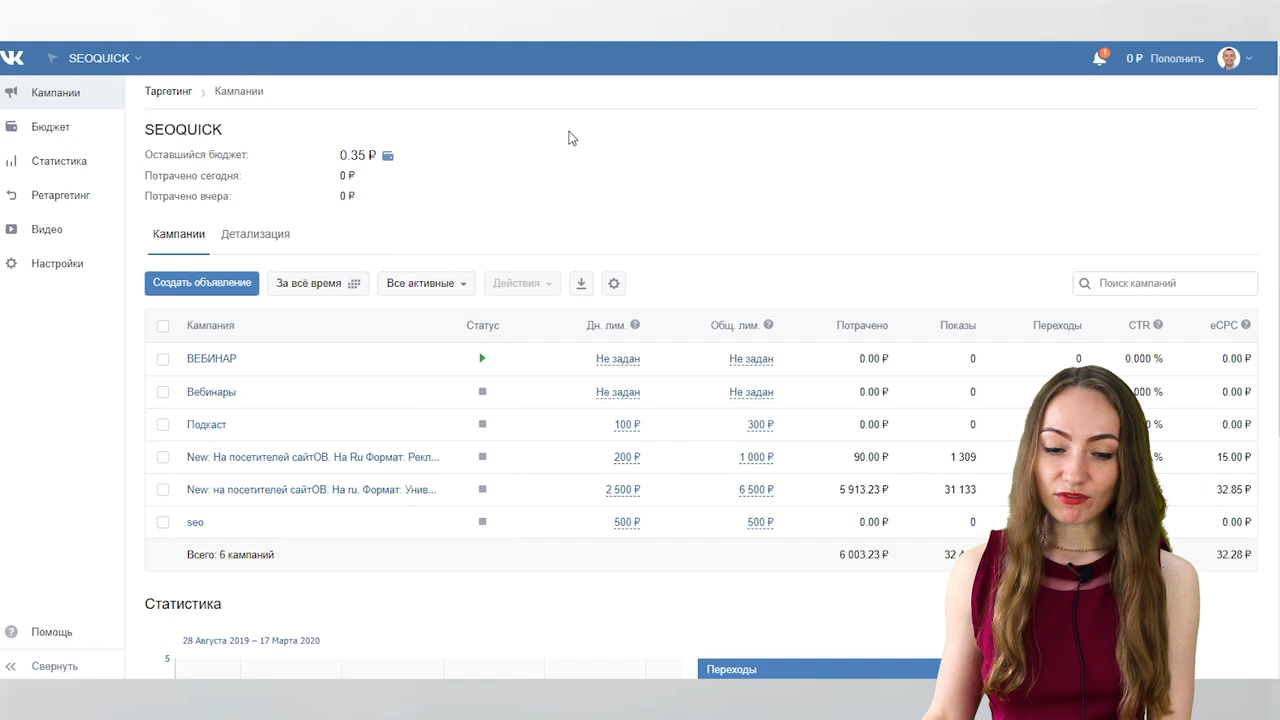 VK SEOQUICK
1 0 ₽ Пополнить
Кампании
Бюджет
Статистика
Ретаргетинг
Видео
Настройки
Помощь
Свернуть
Таргетинг Кампании
SEOQUICK
Оставшийся бюджет: 0.35 ₽
Потрачено сегодня: 0 ₽
Потрачено вчера: 0 ₽
Кампании Детализация
Создать объявление За всё время Все активные Действия Поиск кампаний
Кампания Статус Дн. лим. ? Общ. лим. ? Потрачено Показы Переходы CTR ? eCPC ?
ВЕБИНАР Не задан Не задан 0.00 ₽ 0 0 0.000 % 0.00 ₽
Вебинары Не задан Не задан 0.00 ₽ 0 000 % 0.00 ₽
Подкаст 100 ₽ 300 ₽ 0.00 ₽ 0 0 % 0.00 ₽
New: На посетителей сайтОВ. На Ru Формат: Рекл... 200 ₽ 1 000 ₽ 90.00 ₽ 1 309 % 15.00 ₽
New: на посетителей сайтОВ. На ru. Формат: Унив... 2 500 ₽ 6 500 ₽ 5 913.23 ₽ 31 133 32.85 ₽
seo 500 ₽ 500 ₽ 0.00 ₽ 0 0.00 ₽
Всего: 6 кампаний 6 003.23 ₽ 32 32.28 ₽
Статистика
28 Августа 2019 – 17 Марта 2020
5
Переходы